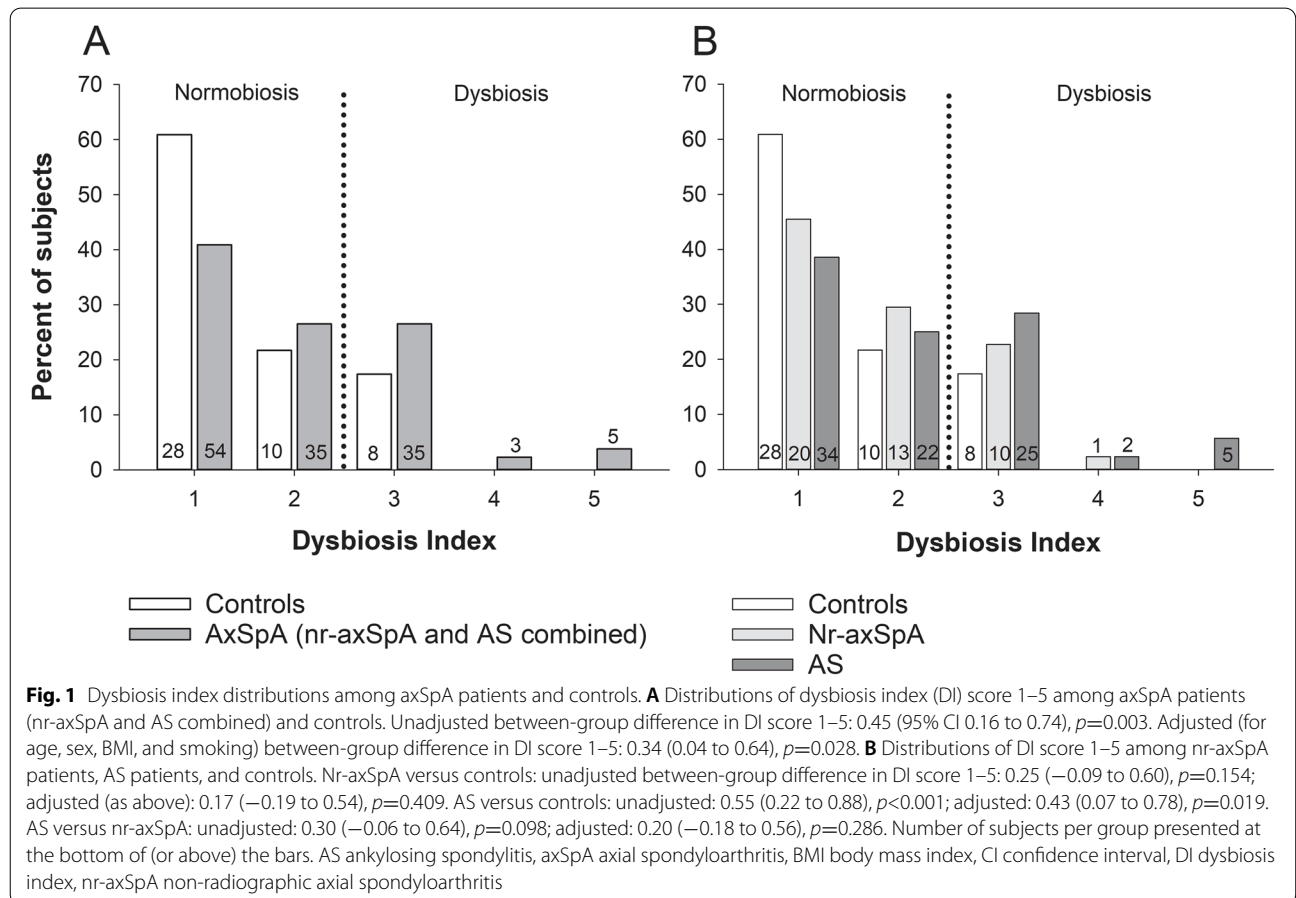 A
70
60
50
40
30
20
10
0
Percent of subjects
Normobiosis
Dysbiosis
28
54
10
35
8
35
3
5
1
2
3
4
5
Dysbiosis Index
Controls
AxSpA (nr-axSpA and AS combined)
B
70
60
50
40
30
20
10
0
Normobiosis
Dysbiosis
28
20
34
10
13
22
8
10
25
1
2
5
1
2
3
4
5
Dysbiosis Index
Controls
Nr-axSpA
AS
Fig. 1 Dysbiosis index distributions among axSpA patients and controls. A Distributions of dysbiosis index (DI) score 1–5 among axSpA patients
(nr-axSpA and AS combined) and controls. Unadjusted between-group difference in DI score 1–5: 0.45 (95% CI 0.16 to 0.74), p=0.003. Adjusted (for
age, sex, BMI, and smoking) between-group difference in DI score 1–5: 0.34 (0.04 to 0.64), p=0.028. B Distributions of DI score 1–5 among nr-axSpA
patients, AS patients, and controls. Nr-axSpA versus controls: unadjusted between-group difference in DI score 1–5: 0.25 (−0.09 to 0.60), p=0.154;
adjusted (as above): 0.17 (−0.19 to 0.54), p=0.409. AS versus controls: unadjusted: 0.55 (0.22 to 0.88), p<0.001; adjusted: 0.43 (0.07 to 0.78), p=0.019.
AS versus nr-axSpA: unadjusted: 0.30 (−0.06 to 0.64), p=0.098; adjusted: 0.20 (−0.18 to 0.56), p=0.286. Number of subjects per group presented at
the bottom of (or above) the bars. AS ankylosing spondylitis, axSpA axial spondyloarthritis, BMI body mass index, CI confidence interval, DI dysbiosis
index, nr-axSpA non-radiographic axial spondyloarthritis